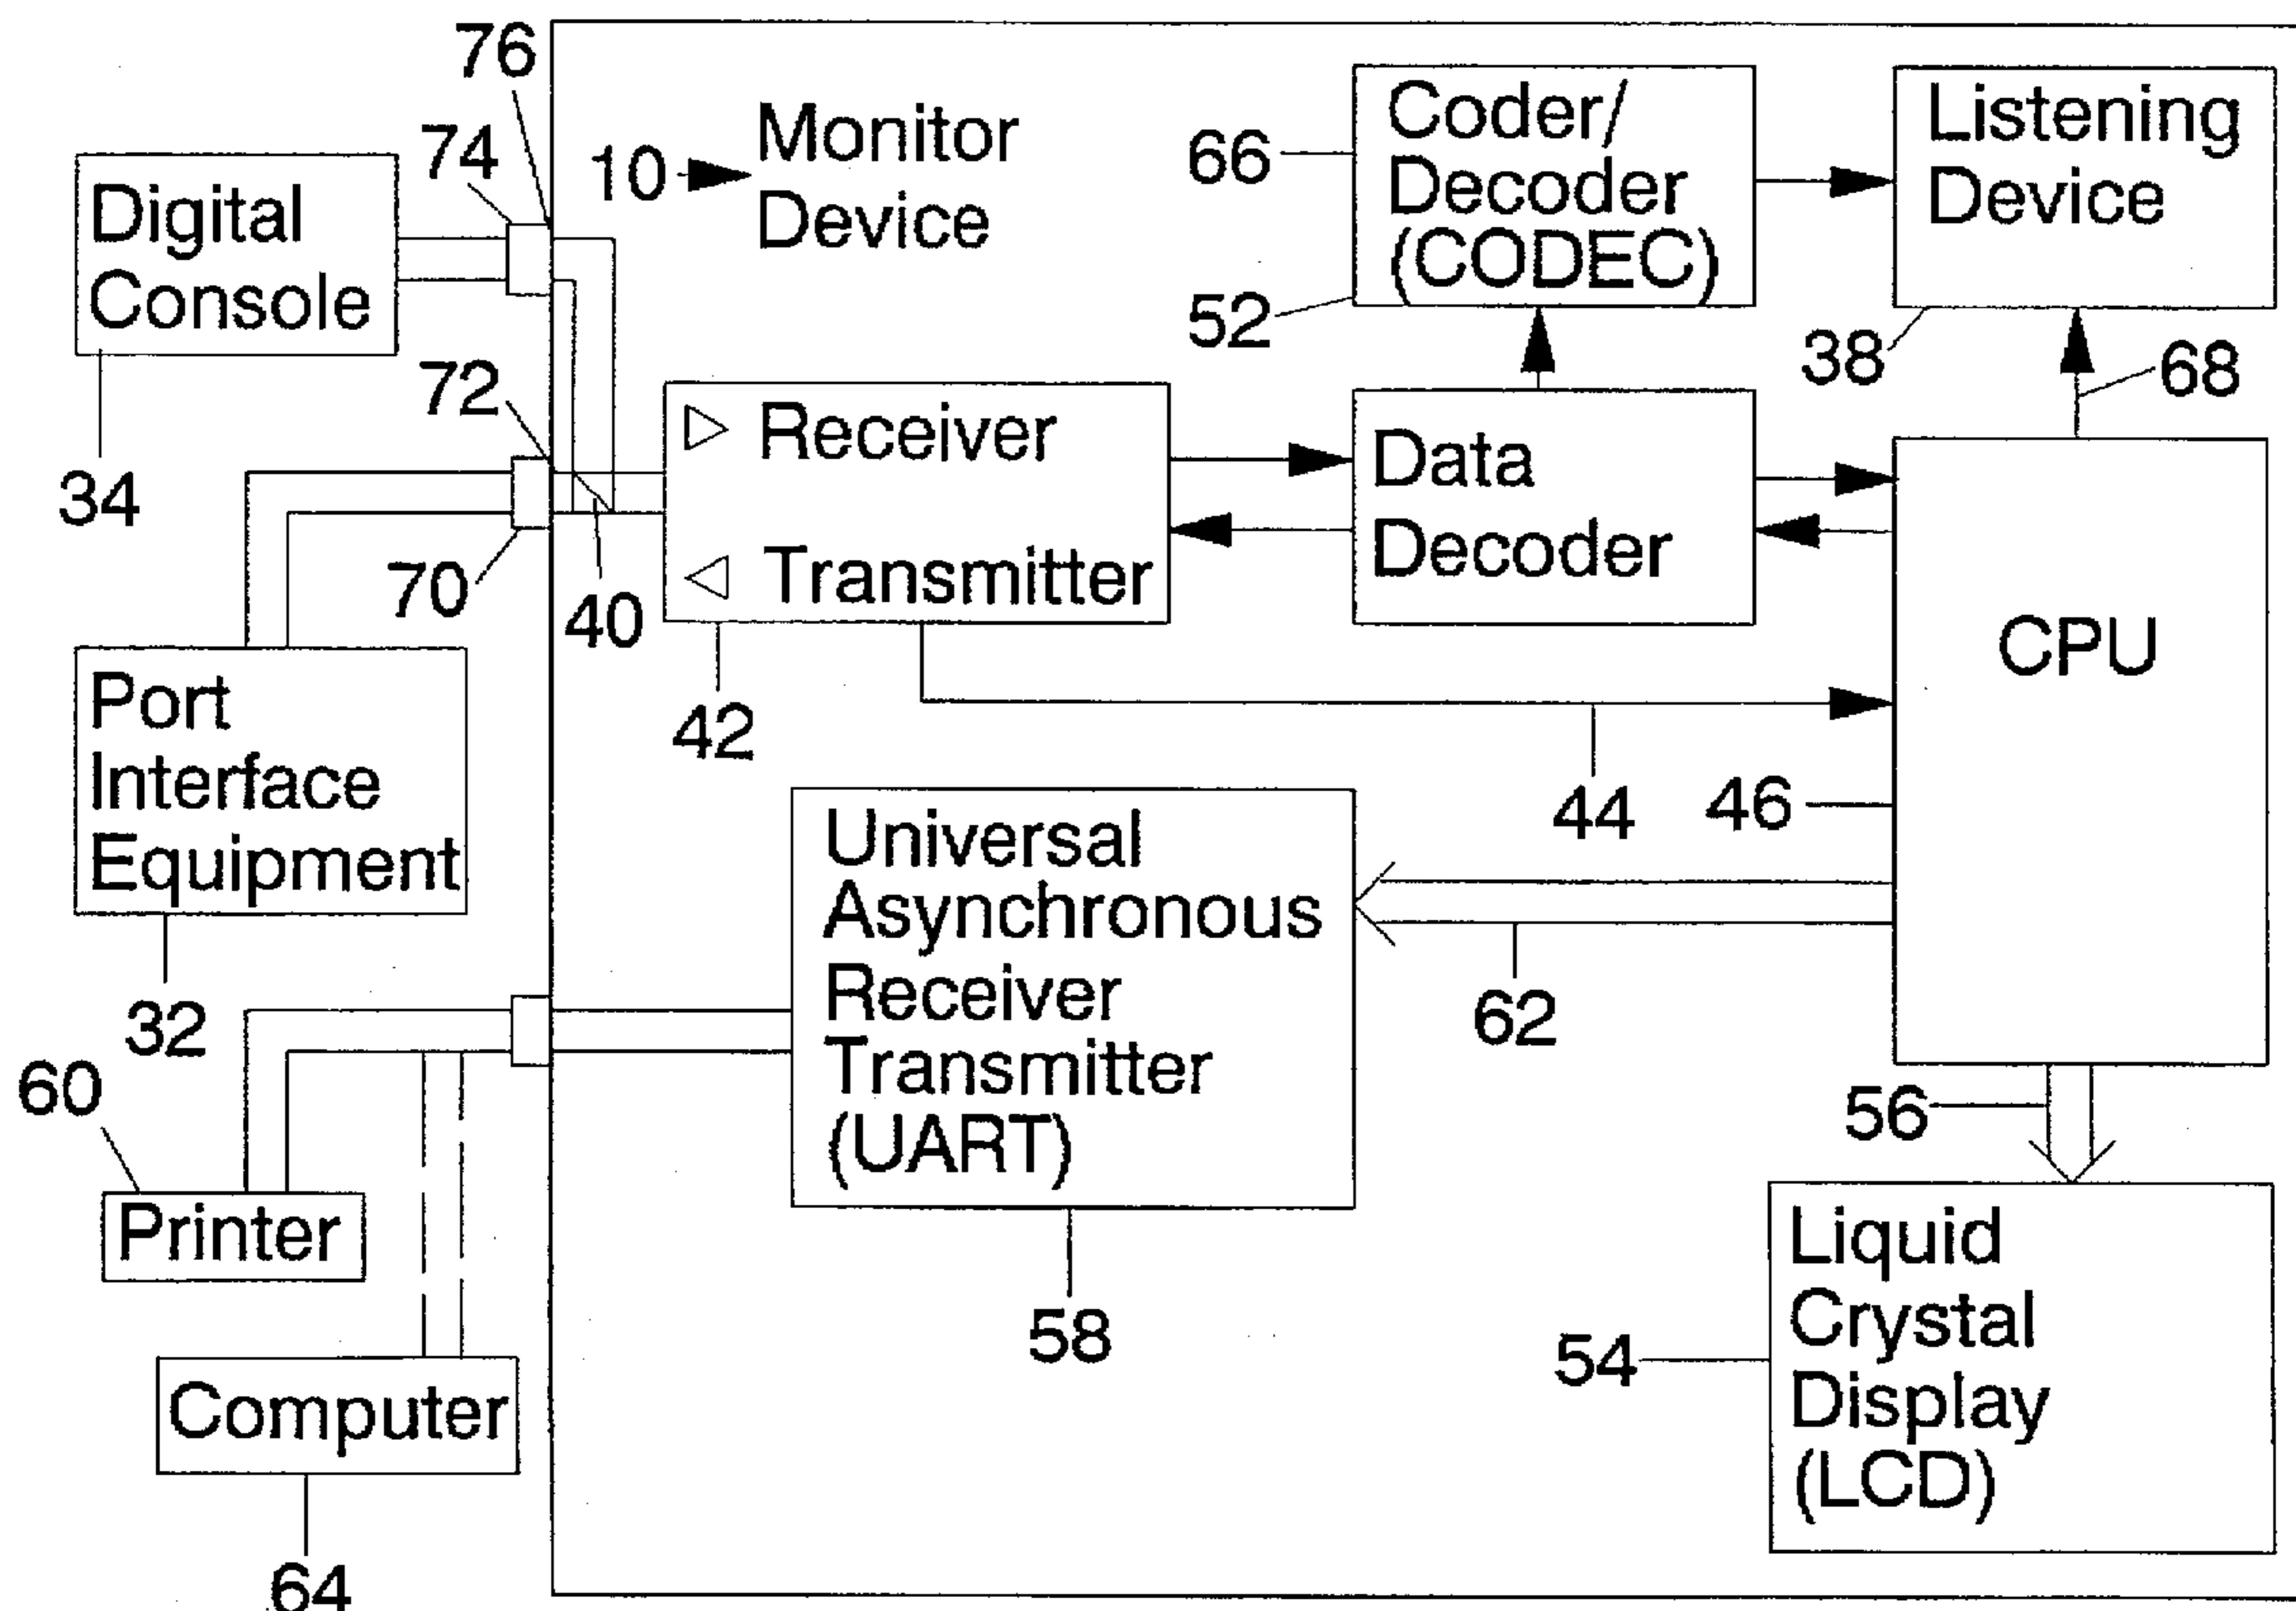 76
74
10
Monitor
Device
66
Coder/
Decoder
(CODEC)
Listening
Device
Digital
Console
52
38
68
72
Receiver
Transmitter
Data
Decoder
34
70
40
CPU
Port
Interface
Equipment
42
44
46
Universal
Asynchronous
Receiver
Transmitter
(UART)
62
32
60
56
Printer
58
Liquid
Crystal
Display
(LCD)
54
Computer
64